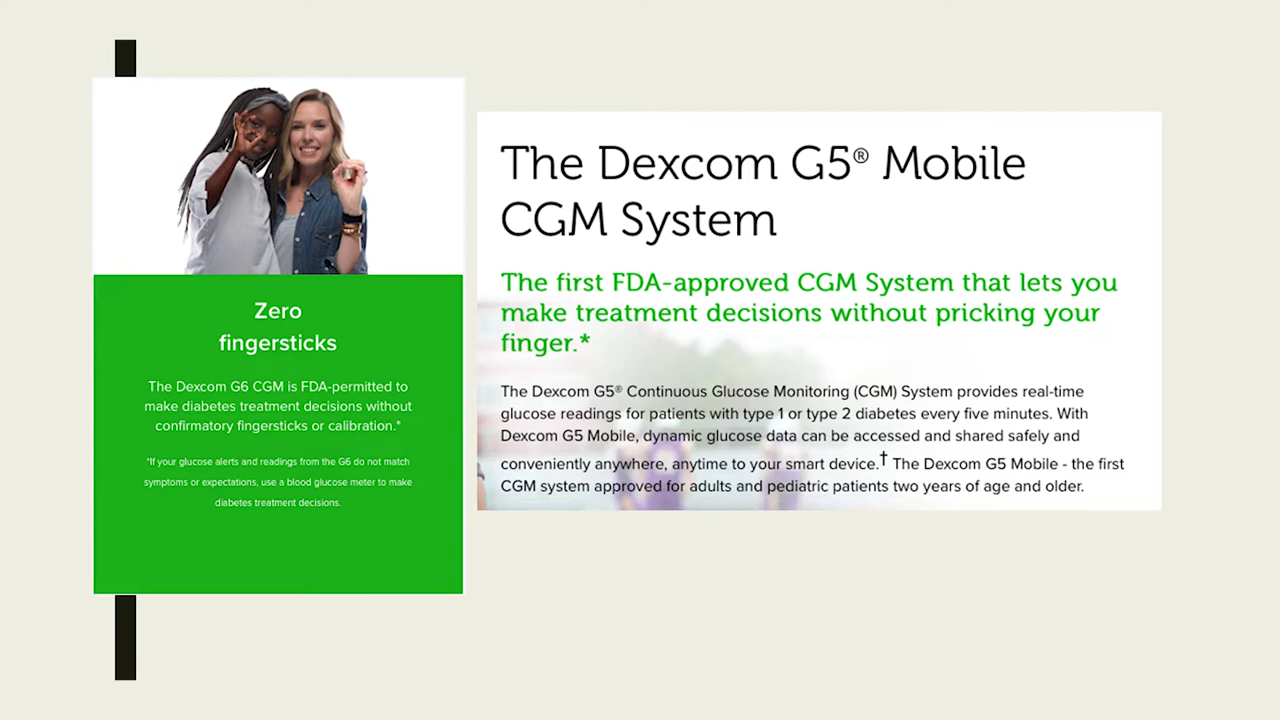 Zero
fingersticks
The Dexcom G6 CGM is FDA-permitted to
make diabetes treatment decisions without
confirmatory fingersticks or calibration.*
*If your glucose alerts and readings from the G6 do not match
symptoms or expectations, use a blood glucose meter to make
diabetes treatment decisions.
The Dexcom G5® Mobile
CGM System
The first FDA-approved CGM System that lets you
make treatment decisions without pricking your
finger.*
The Dexcom G5® Continuous Glucose Monitoring (CGM) System provides real-time
glucose readings for patients with type 1 or type 2 diabetes every five minutes. With
Dexcom G5 Mobile, dynamic glucose data can be accessed and shared safely and
conveniently anywhere, anytime to your smart device.† The Dexcom G5 Mobile - the first
CGM system approved for adults and pediatric patients two years of age and older.